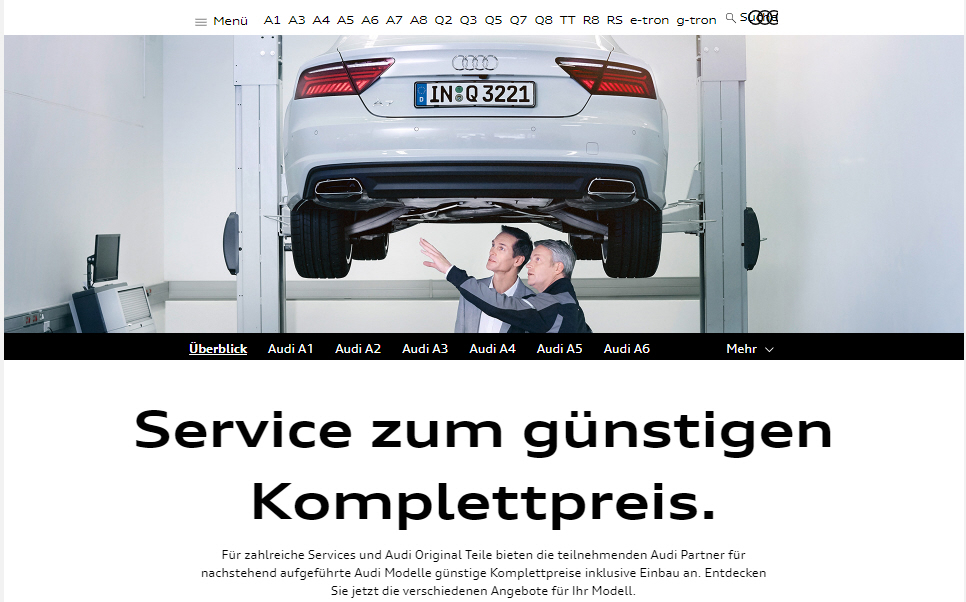 Menü A1 A3 A4 A5 A6 A7 A8 Q2 Q3 Q5 Q7 Q8 TT R8 RS e-tron g-tron
IN Q 3221
D
Überblick Audi A1 Audi A2 Audi A3 Audi A4 Audi A5 Audi A6 Mehr
Service zum günstigen
Komplettpreis.
Für zahlreiche Services und Audi Original Teile bieten die teilnehmenden Audi Partner für
nachstehend aufgeführte Audi Modelle günstige Komplettpreise inklusive Einbau an. Entdecken
Sie jetzt die verschiedenen Angebote für Ihr Modell.